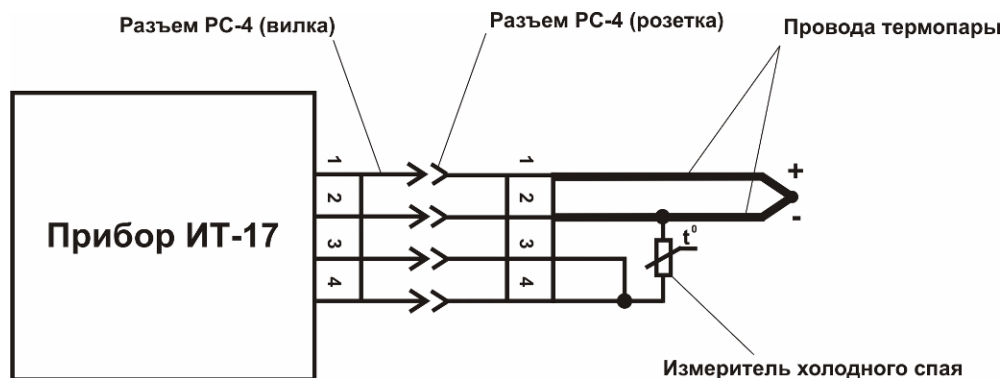 Разъем РС-4 (вилка)
Разъем РС-4 (розетка)
Провода термопары
Прибор ИТ-17
1
2
3
4
1
2
3
4
+
-
t⁰
Измеритель холодного спая